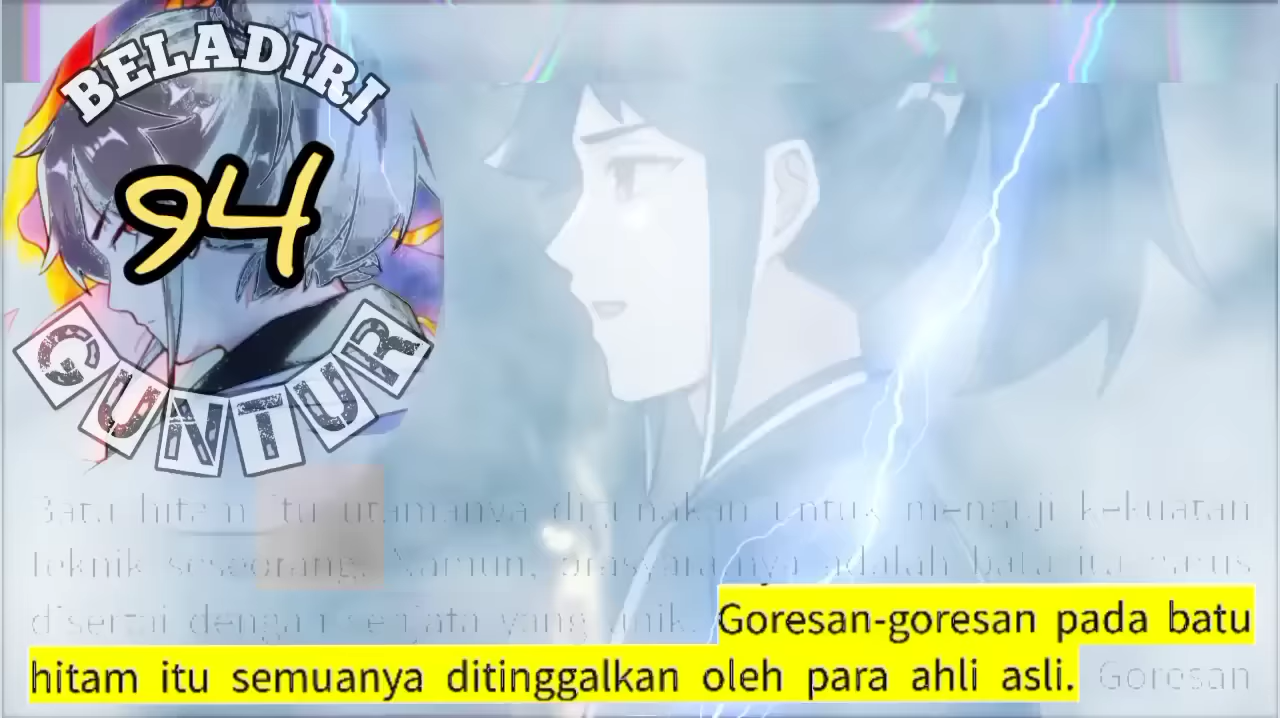 BELADIRI
94
GUNTUR
Batu hitam itu utamanya digunakan untuk menguji kekuatan
teknik seseorang. Namun, prasyaratnya adalah batu itu harus
disertai dengan senjata yang unik. Goresan-goresan pada batu
hitam itu semuanya ditinggalkan oleh para ahli asli. Goresan